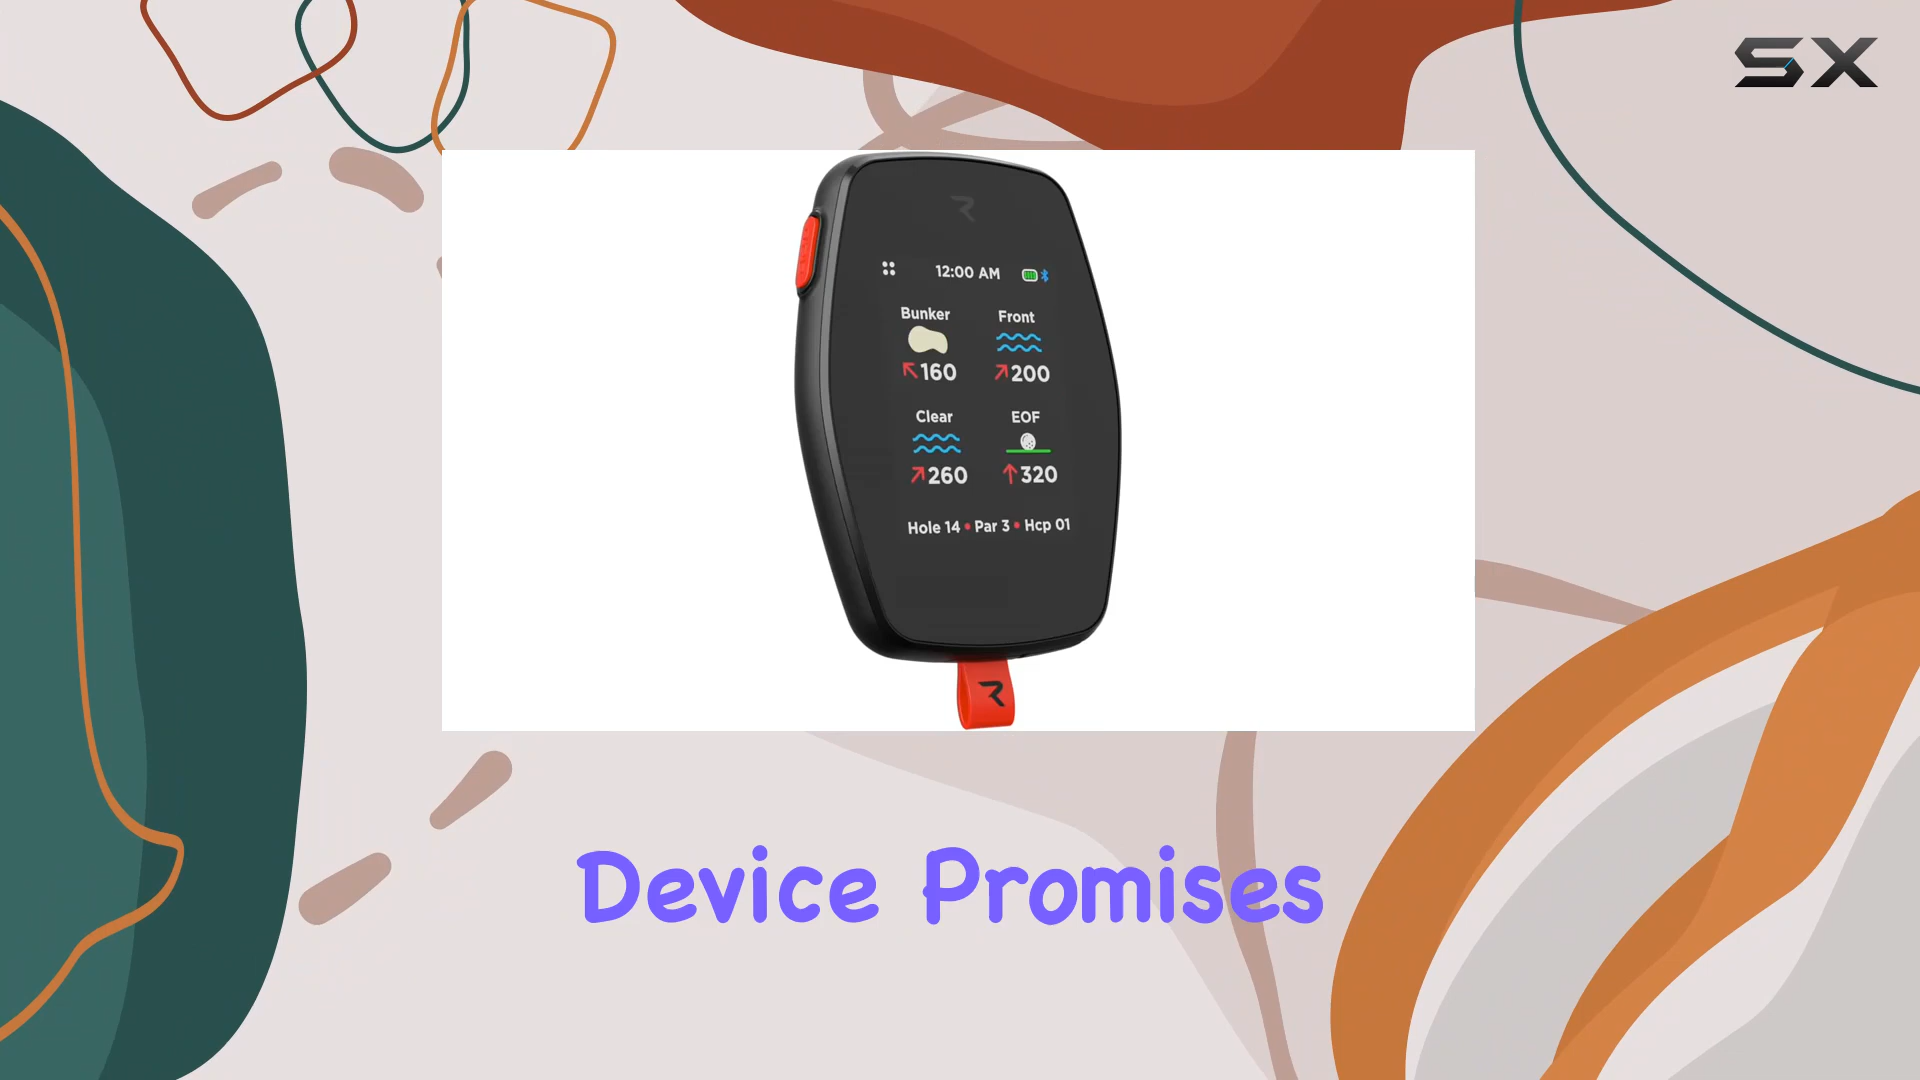 SX
12:00 AM
Bunker Front
160 200
Clear EOF
260 320
Hole 14 • Par 3 • Hcp 01
R
Device Promises